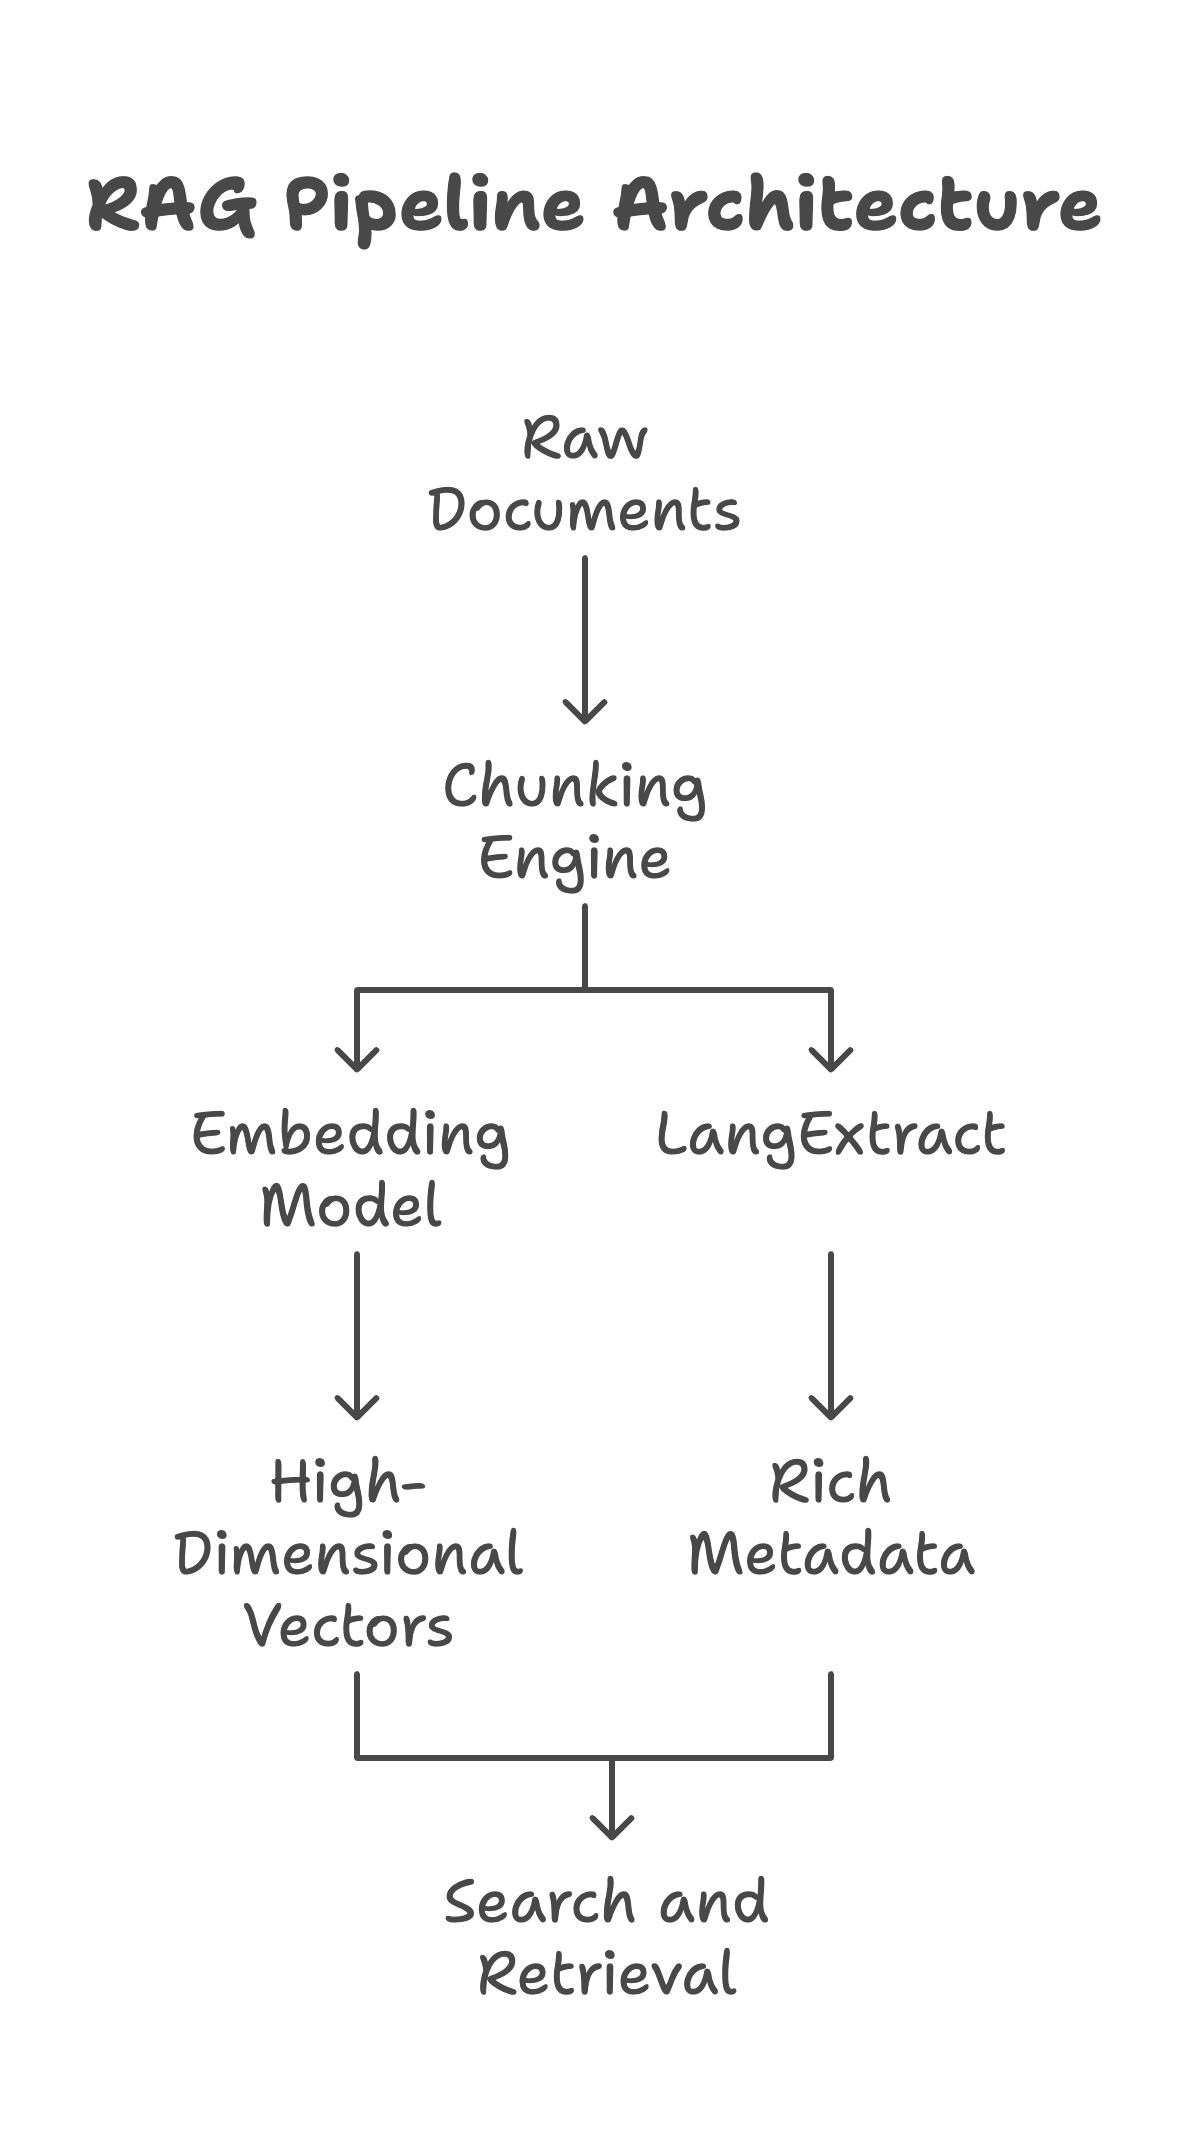 RAG Pipeline Architecture
Raw
Documents
Chunking
Engine
Embedding
Model
LangExtract
High-
Dimensional
Vectors
Rich
Metadata
Search and
Retrieval